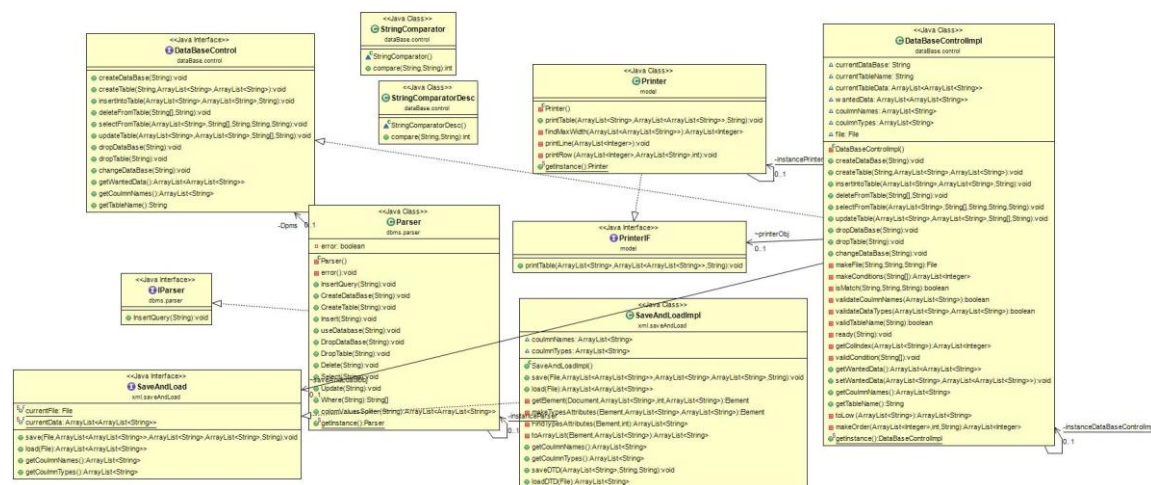 <<Java Interface>>
DataBaseControl
dataBase.control
createDataBase(String):void
createTable(String,ArrayList<String>,ArrayList<String>):void
insertIntoTable(ArrayList<String>,ArrayList<String>,String):void
deleteFromTable(String[],String):void
selectFromTable(ArrayList<String>,String[],String,String,String):void
updateTable(ArrayList<String>,ArrayList<String>,String[],String):void
dropDataBase(String):void
dropTable(String):void
changeDataBase(String):void
getWantedData():ArrayList<ArrayList<String>>
getCoulmnNames():ArrayList<String>
getTableName():String
<<Java Class>>
StringComparator
dataBase.control
StringComparator()
compare(String,String):int
<<Java Class>>
StringComparatorDesc
dataBase.control
StringComparatorDesc()
compare(String,String):int
<<Java Class>>
Printer
model
Printer()
printTable(ArrayList<String>,ArrayList<ArrayList<String>>,String):void
findMaxWidth(ArrayList<ArrayList<String>>):ArrayList<Integer>
printLine(ArrayList<Integer>):void
printRow(ArrayList<Integer>,ArrayList<String>,int):void
getInstance():Printer
-instancePrinter
0..1
<<Java Class>>
DataBaseControlImpl
dataBase.control
currentDataBase: String
currentTableName: String
currentTableData: ArrayList<ArrayList<String>>
wantedData: ArrayList<ArrayList<String>>
coulmnNames: ArrayList<String>
coulmnTypes: ArrayList<String>
file: File
DataBaseControlImpl()
createDataBase(String):void
createTable(String,ArrayList<String>,ArrayList<String>):void
insertIntoTable(ArrayList<String>,ArrayList<String>,String):void
deleteFromTable(String[],String):void
selectFromTable(ArrayList<String>,String[],String,String,String):void
updateTable(ArrayList<String>,ArrayList<String>,String[],String):void
dropDataBase(String):void
dropTable(String):void
changeDataBase(String):void
makeFile(String,String,String):File
makeConditions(String[]):ArrayList<Integer>
isMatch(String,String,String):boolean
validateCoulmnNames(ArrayList<String>):boolean
validateDataTypes(ArrayList<String>,ArrayList<String>):boolean
validTableName(String):boolean
ready(String):void
getColIndex(ArrayList<String>):ArrayList<Integer>
validCondition(String[]):void
getWantedData():ArrayList<ArrayList<String>>
setWantedData(ArrayList<String>,ArrayList<ArrayList<String>>):void
getCoulmnNames():ArrayList<String>
getTableName():String
toLow(ArrayList<String>):ArrayList<String>
makeOrder(ArrayList<Integer>,int,String):ArrayList<Integer>
getInstance():DataBaseControlImpl
-instanceDataBaseControlImpl
0..1
-Dbms
0..1
<<Java Class>>
Parser
dbms.parser
error: boolean
Parser()
error():void
InsertQuery(String):void
CreateDataBase(String):void
CreateTable(String):void
Insert(String):void
useDatabase(String):void
DropDataBase(String):void
DropTable(String):void
Delete(String):void
Select(String):void
Update(String):void
Where(String):String[]
getInstance():Parser
-instanceParser
0..1
<<Java Interface>>
PrinterIF
model
printTable(ArrayList<String>,ArrayList<ArrayList<String>>,String):void
~printerObj
0..1
<<Java Interface>>
IParser
dbms.parser
InsertQuery(String):void
<<Java Interface>>
SaveAndLoad
xml.saveAndLoad
currentFile: File
currentData: ArrayList<ArrayList<String>>
save(File,ArrayList<ArrayList<String>>,ArrayList<String>,ArrayList<String>,String):void
load(File):ArrayList<ArrayList<String>>
getCoulmnNames():ArrayList<String>
getCoulmnTypes():ArrayList<String>
0..1
<<Java Class>>
SaveAndLoadImpl
xml.saveAndLoad
coulmnNames: ArrayList<String>
coulmnTypes: ArrayList<String>
SaveAndLoadImpl()
save(File,ArrayList<ArrayList<String>>,ArrayList<String>,ArrayList<String>,String):void
load(File):ArrayList<ArrayList<String>>
getElement(Document,ArrayList<String>,int,ArrayList<String>):Element
makeTypesAttributes(Element,ArrayList<String>,ArrayList<String>):Element
FindTypesAttributes(Element,int):ArrayList<String>
toArrayList(Element,ArrayList<String>):ArrayList<String>
getCoulmnNames():ArrayList<String>
getCoulmnTypes():ArrayList<String>
saveDTD(ArrayList<String>,String,String):void
loadDTD(File):ArrayList<String>